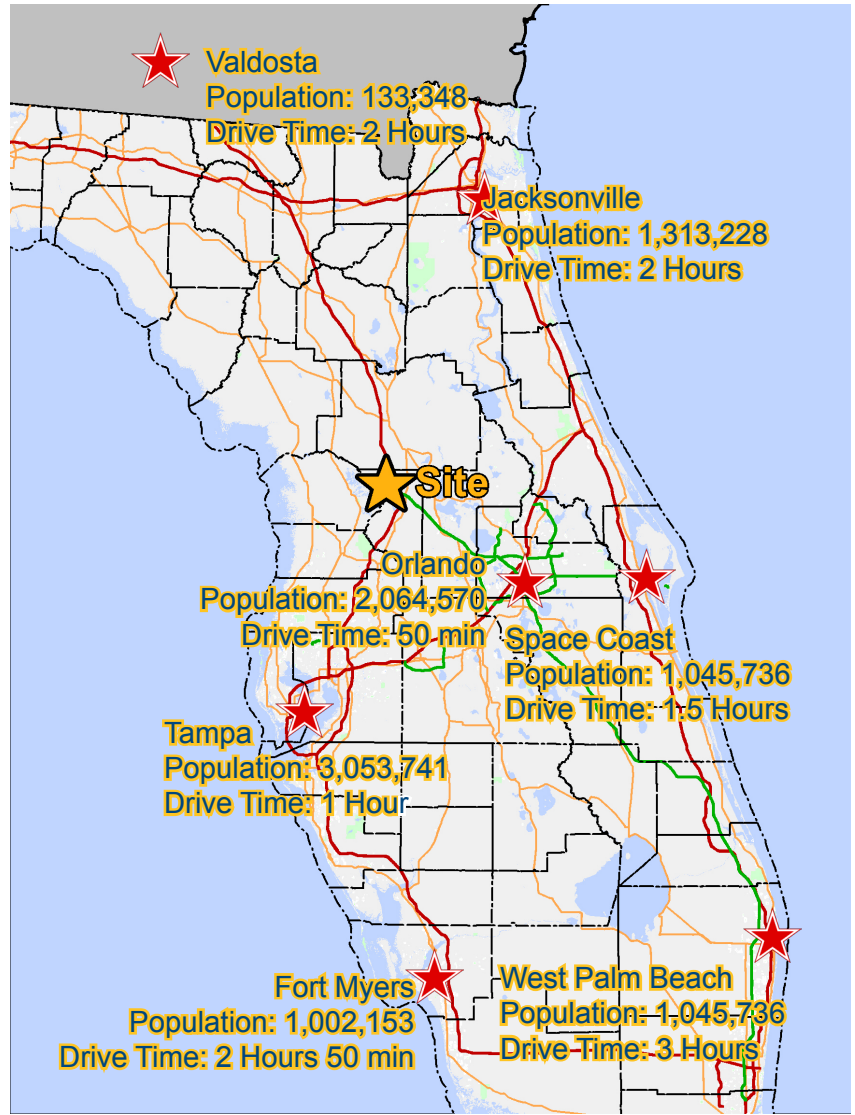 Valdosta
Population: 133,348
Drive Time: 2 Hours
Jacksonville
Population: 1,313,228
Drive Time: 2 Hours
Site
Orlando
Population: 2,064,570
Drive Time: 50 min
Space Coast
Population: 1,045,736
Drive Time: 1.5 Hours
Tampa
Population: 3,053,741
Drive Time: 1 Hour
Fort Myers
Population: 1,002,153
Drive Time: 2 Hours 50 min
West Palm Beach
Population: 1,045,736
Drive Time: 3 Hours